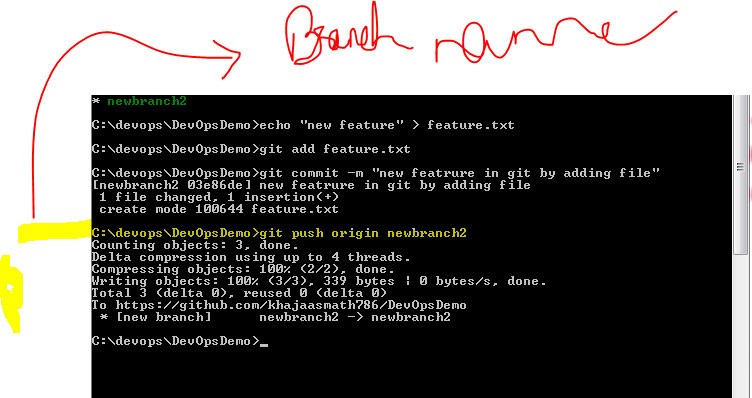 Branch name
* newbranch2
C:\devops\DevOpsDemo>echo "new feature" > feature.txt
C:\devops\DevOpsDemo>git add feature.txt
C:\devops\DevOpsDemo>git commit -m "new featrure in git by adding file"
[newbranch2 03e86de] new featrure in git by adding file
1 file changed, 1 insertion(+)
create mode 100644 feature.txt
C:\devops\DevOpsDemo>git push origin newbranch2
Counting objects: 3, done.
Delta compression using up to 4 threads.
Compressing objects: 100% (2/2), done.
Writing objects: 100% (3/3), 339 bytes ¦ 0 bytes/s, done.
Total 3 (delta 0), reused 0 (delta 0)
To https://github.com/khajaasmath786/DevOpsDemo
* [new branch]      newbranch2 -> newbranch2
C:\devops\DevOpsDemo>_